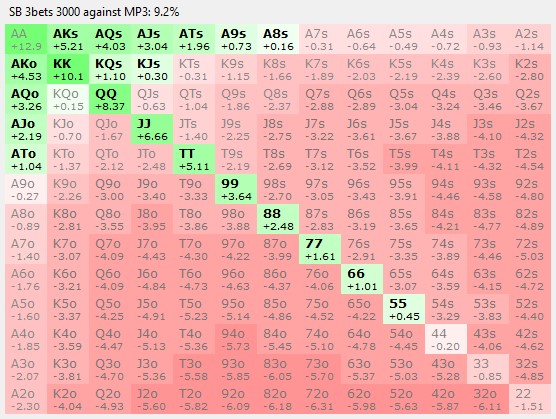 SB 3bets 3000 against MP3: 9.2%
AA AKs AQs AJs ATs A9s A8s A7s A6s A5s A4s A3s A2s
+12.9 +5.21 +4.03 +3.04 +1.96 +0.73 +0.16 -0.31 -0.64 -0.49 -0.72 -0.93 -1.14
AKo KK KQs KJs KTs K9s K8s K7s K6s K5s K4s K3s K2s
+4.53 +10.1 +1.10 +0.30 -0.31 -1.15 -1.66 -1.89 -2.03 -2.19 -2.39 -2.60 -2.80
AQo KQo QQ QJs QTs Q9s Q8s Q7s Q6s Q5s Q4s Q3s Q2s
+3.26 +0.15 +8.37 -0.63 -1.04 -1.86 -2.37 -2.88 -2.89 -3.04 -3.24 -3.46 -3.67
AJo KJo QJo JJ JTs J9s J8s J7s J6s J5s J4s J3s J2s
+2.19 -0.70 -1.67 +6.66 -1.40 -2.25 -2.75 -3.22 -3.61 -3.67 -3.88 -4.10 -4.32
ATo KTo QTo JTo TT T9s T8s T7s T6s T5s T4s T3s T2s
+1.04 -1.37 -2.12 -2.48 +5.11 -2.19 -2.69 -3.12 -3.52 -3.99 -4.11 -4.32 -4.54
A9o K9o Q9o J9o T9o 99 98s 97s 96s 95s 94s 93s 92s
-0.27 -2.26 -3.00 -3.40 -3.33 +3.64 -2.70 -3.05 -3.43 -3.91 -4.46 -4.58 -4.80
A8o K8o Q8o J8o T8o 98o 88 87s 86s 85s 84s 83s 82s
-0.89 -2.81 -3.55 -3.95 -3.86 -3.88 +2.48 -2.83 -3.19 -3.65 -4.21 -4.77 -4.89
A7o K7o Q7o J7o T7o 97o 87o 77 76s 75s 74s 73s 72s
-1.40 -3.07 -4.09 -4.43 -4.30 -4.22 -3.99 +1.61 -2.91 -3.35 -3.89 -4.46 -5.03
A6o K6o Q6o J6o T6o 96o 86o 76o 66 65s 64s 63s 62s
-1.76 -3.21 -4.09 -4.84 -4.73 -4.63 -4.37 -4.06 +1.01 -3.07 -3.59 -4.15 -4.72
A5o K5o Q5o J5o T5o 95o 85o 75o 65o 55 54s 53s 52s
-1.60 -3.37 -4.25 -4.91 -5.23 -5.14 -4.86 -4.52 -4.22 +0.45 -3.29 -3.83 -4.40
A4o K4o Q4o J4o T4o 94o 84o 74o 64o 54o 44 43s 42s
-1.85 -3.59 -4.47 -5.13 -5.36 -5.73 -5.45 -5.10 -4.78 -4.45 -0.20 -4.06 -4.62
A3o K3o Q3o J3o T3o 93o 83o 73o 63o 53o 43o 33 32s
-2.07 -3.81 -4.70 -5.36 -5.58 -5.85 -6.05 -5.70 -5.37 -5.03 -5.28 -0.85 -4.85
A2o K2o Q2o J2o T2o 92o 82o 72o 62o 52o 42o 32o 22
-2.30 -4.04 -4.93 -5.60 -5.82 -6.09 -6.18 -6.31 -5.98 -5.63 -5.87 -6.11 -1.51